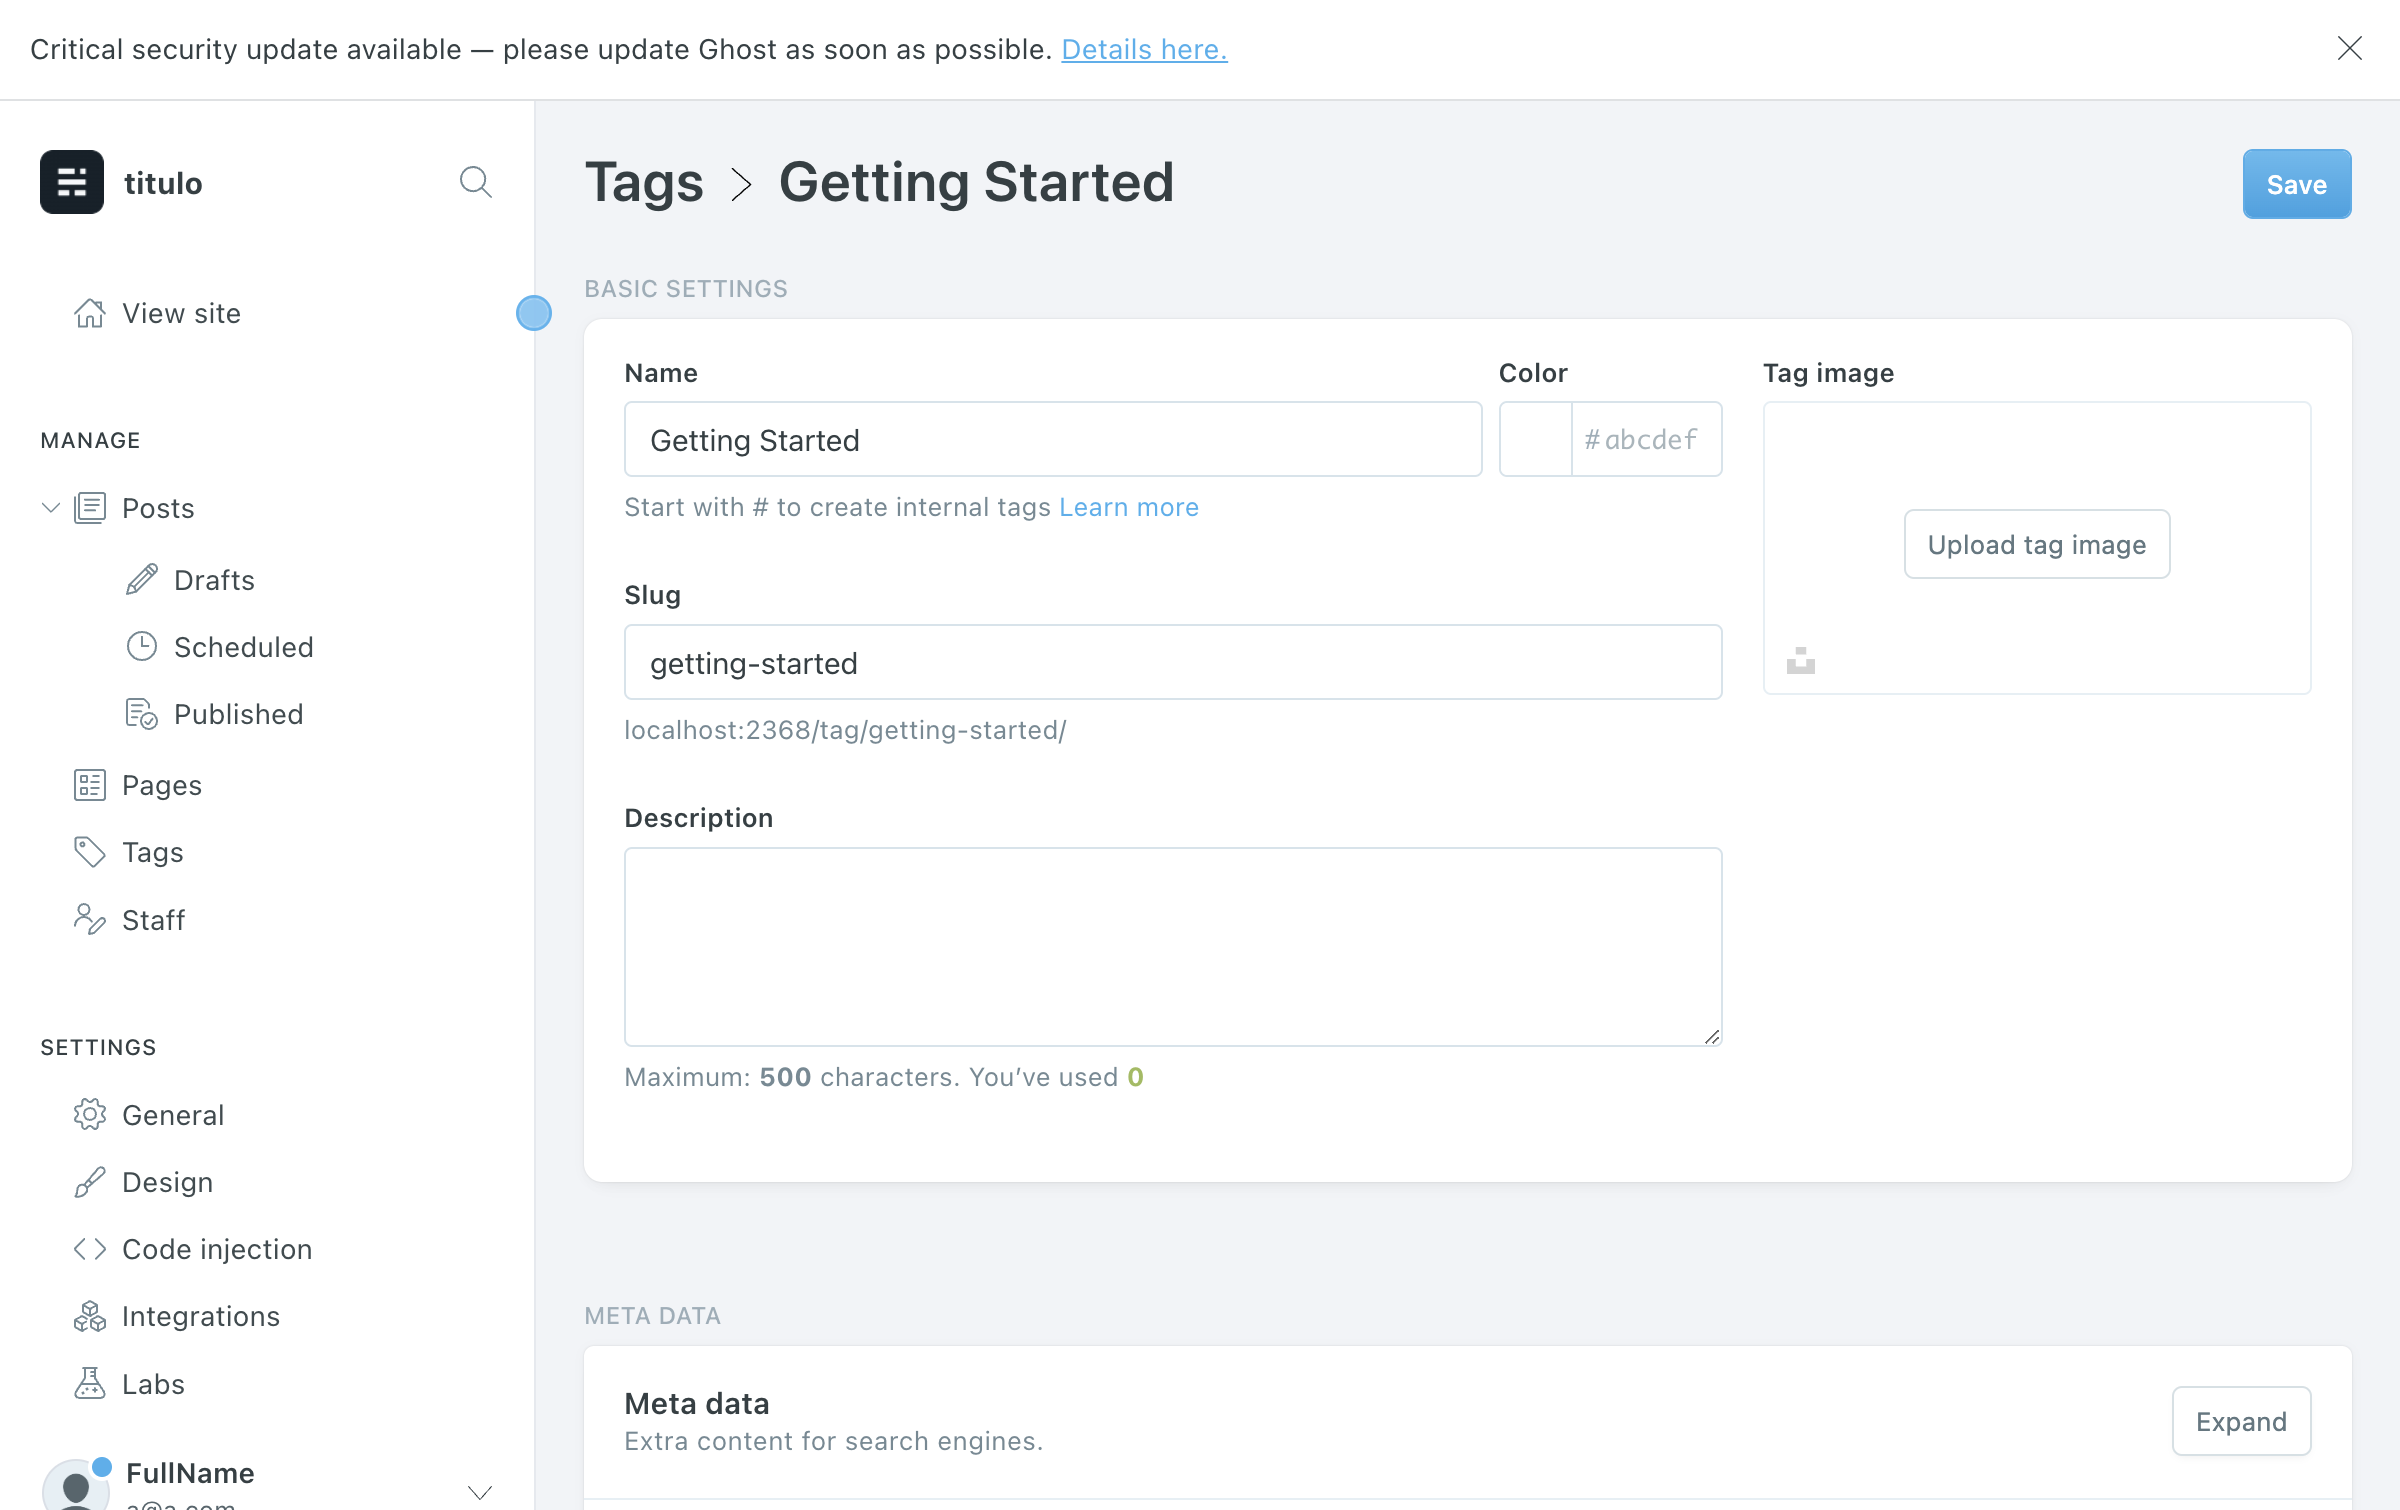 Critical security update available — please update Ghost as soon as possible. Details here.
titulo
View site
MANAGE
Posts
Drafts
Scheduled
Published
Pages
Tags
Staff
SETTINGS
General
Design
Code injection
Integrations
Labs
FullName
a@a.com
Tags > Getting Started
Save
BASIC SETTINGS
Name
Getting Started
Start with # to create internal tags Learn more
Color
#abcdef
Slug
getting-started
localhost:2368/tag/getting-started/
Description
Maximum: 500 characters. You’ve used 0
Tag image
Upload tag image
META DATA
Meta data
Extra content for search engines.
Expand